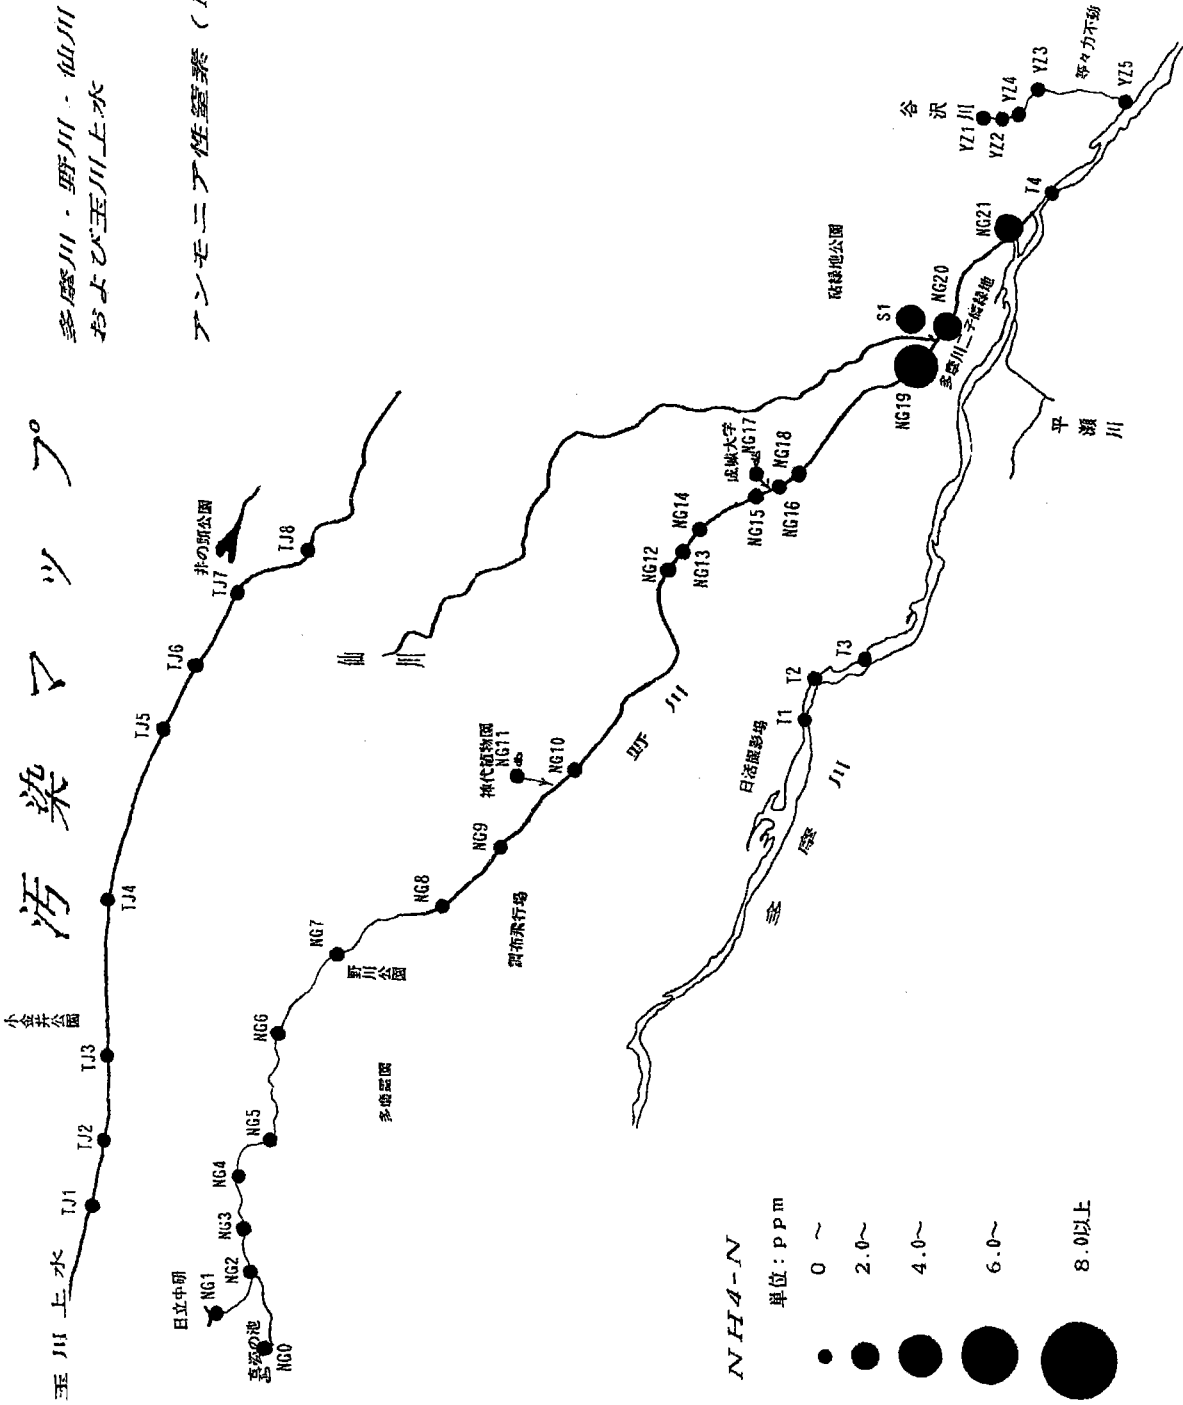 汚染マップ
多摩川・野川・仙川
および玉川上水
アンモニア性窒素（
玉川上水
TJ1
TJ2
TJ3
小金井公園
TJ4
TJ5
TJ6
TJ7
井の頭公園
TJ8
日立中研
NG1
NG0
NG2
NG3
NG4
NG5
NG6
多磨霊園
NG7
野川公園
NG8
調布飛行場
NG9
神代植物園
NG11
NG10
野川
仙川
NG12
NG13
NG14
NG15
NG16
成城大学
NG17
NG18
NG19
S1
NG20
砧緑地公園
NG21
多摩川二子橋緑地
多摩川
日活撮影場
T1
T2
T3
T4
平瀬川
谷沢川
YZ1
YZ2
YZ4
YZ3
等々力不動
YZ5
NH4-N
単位：ppm
0～
2.0～
4.0～
6.0～
8.0以上